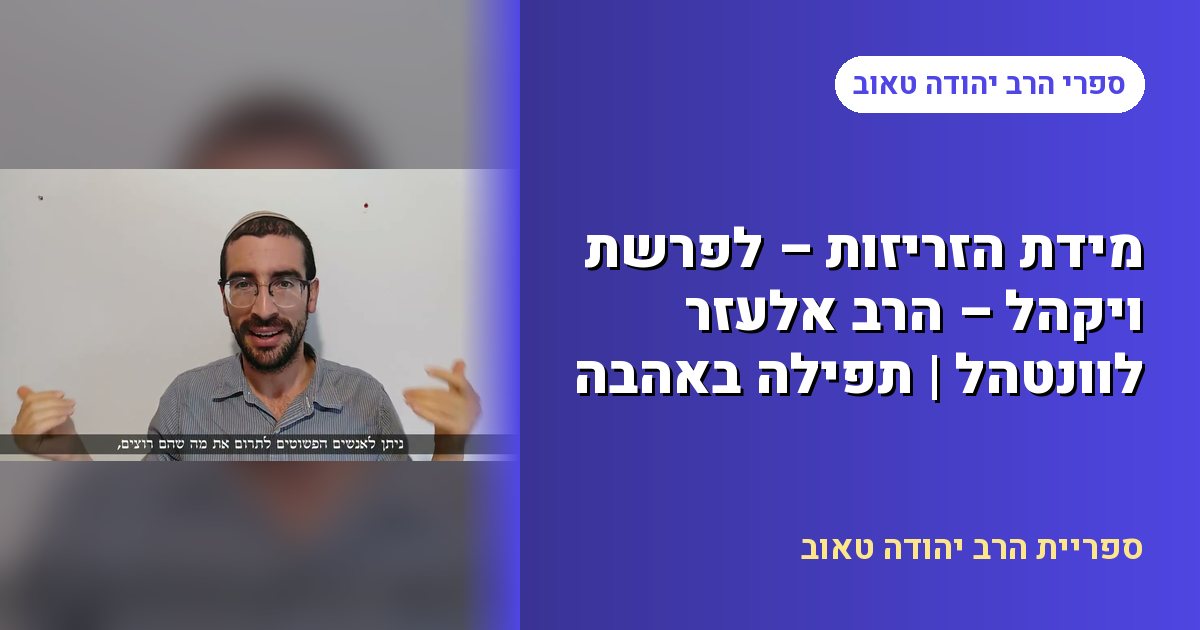 ספרי הרב יהודה טאוב
מידת הזריזות – לפרשת
ויקהל – הרב אלעזר
לוונטהל | תפילה באהבה
ניתן לאנשים הפשוטים לתרום את מה שהם רוצים,
ספריית הרב יהודה טאוב